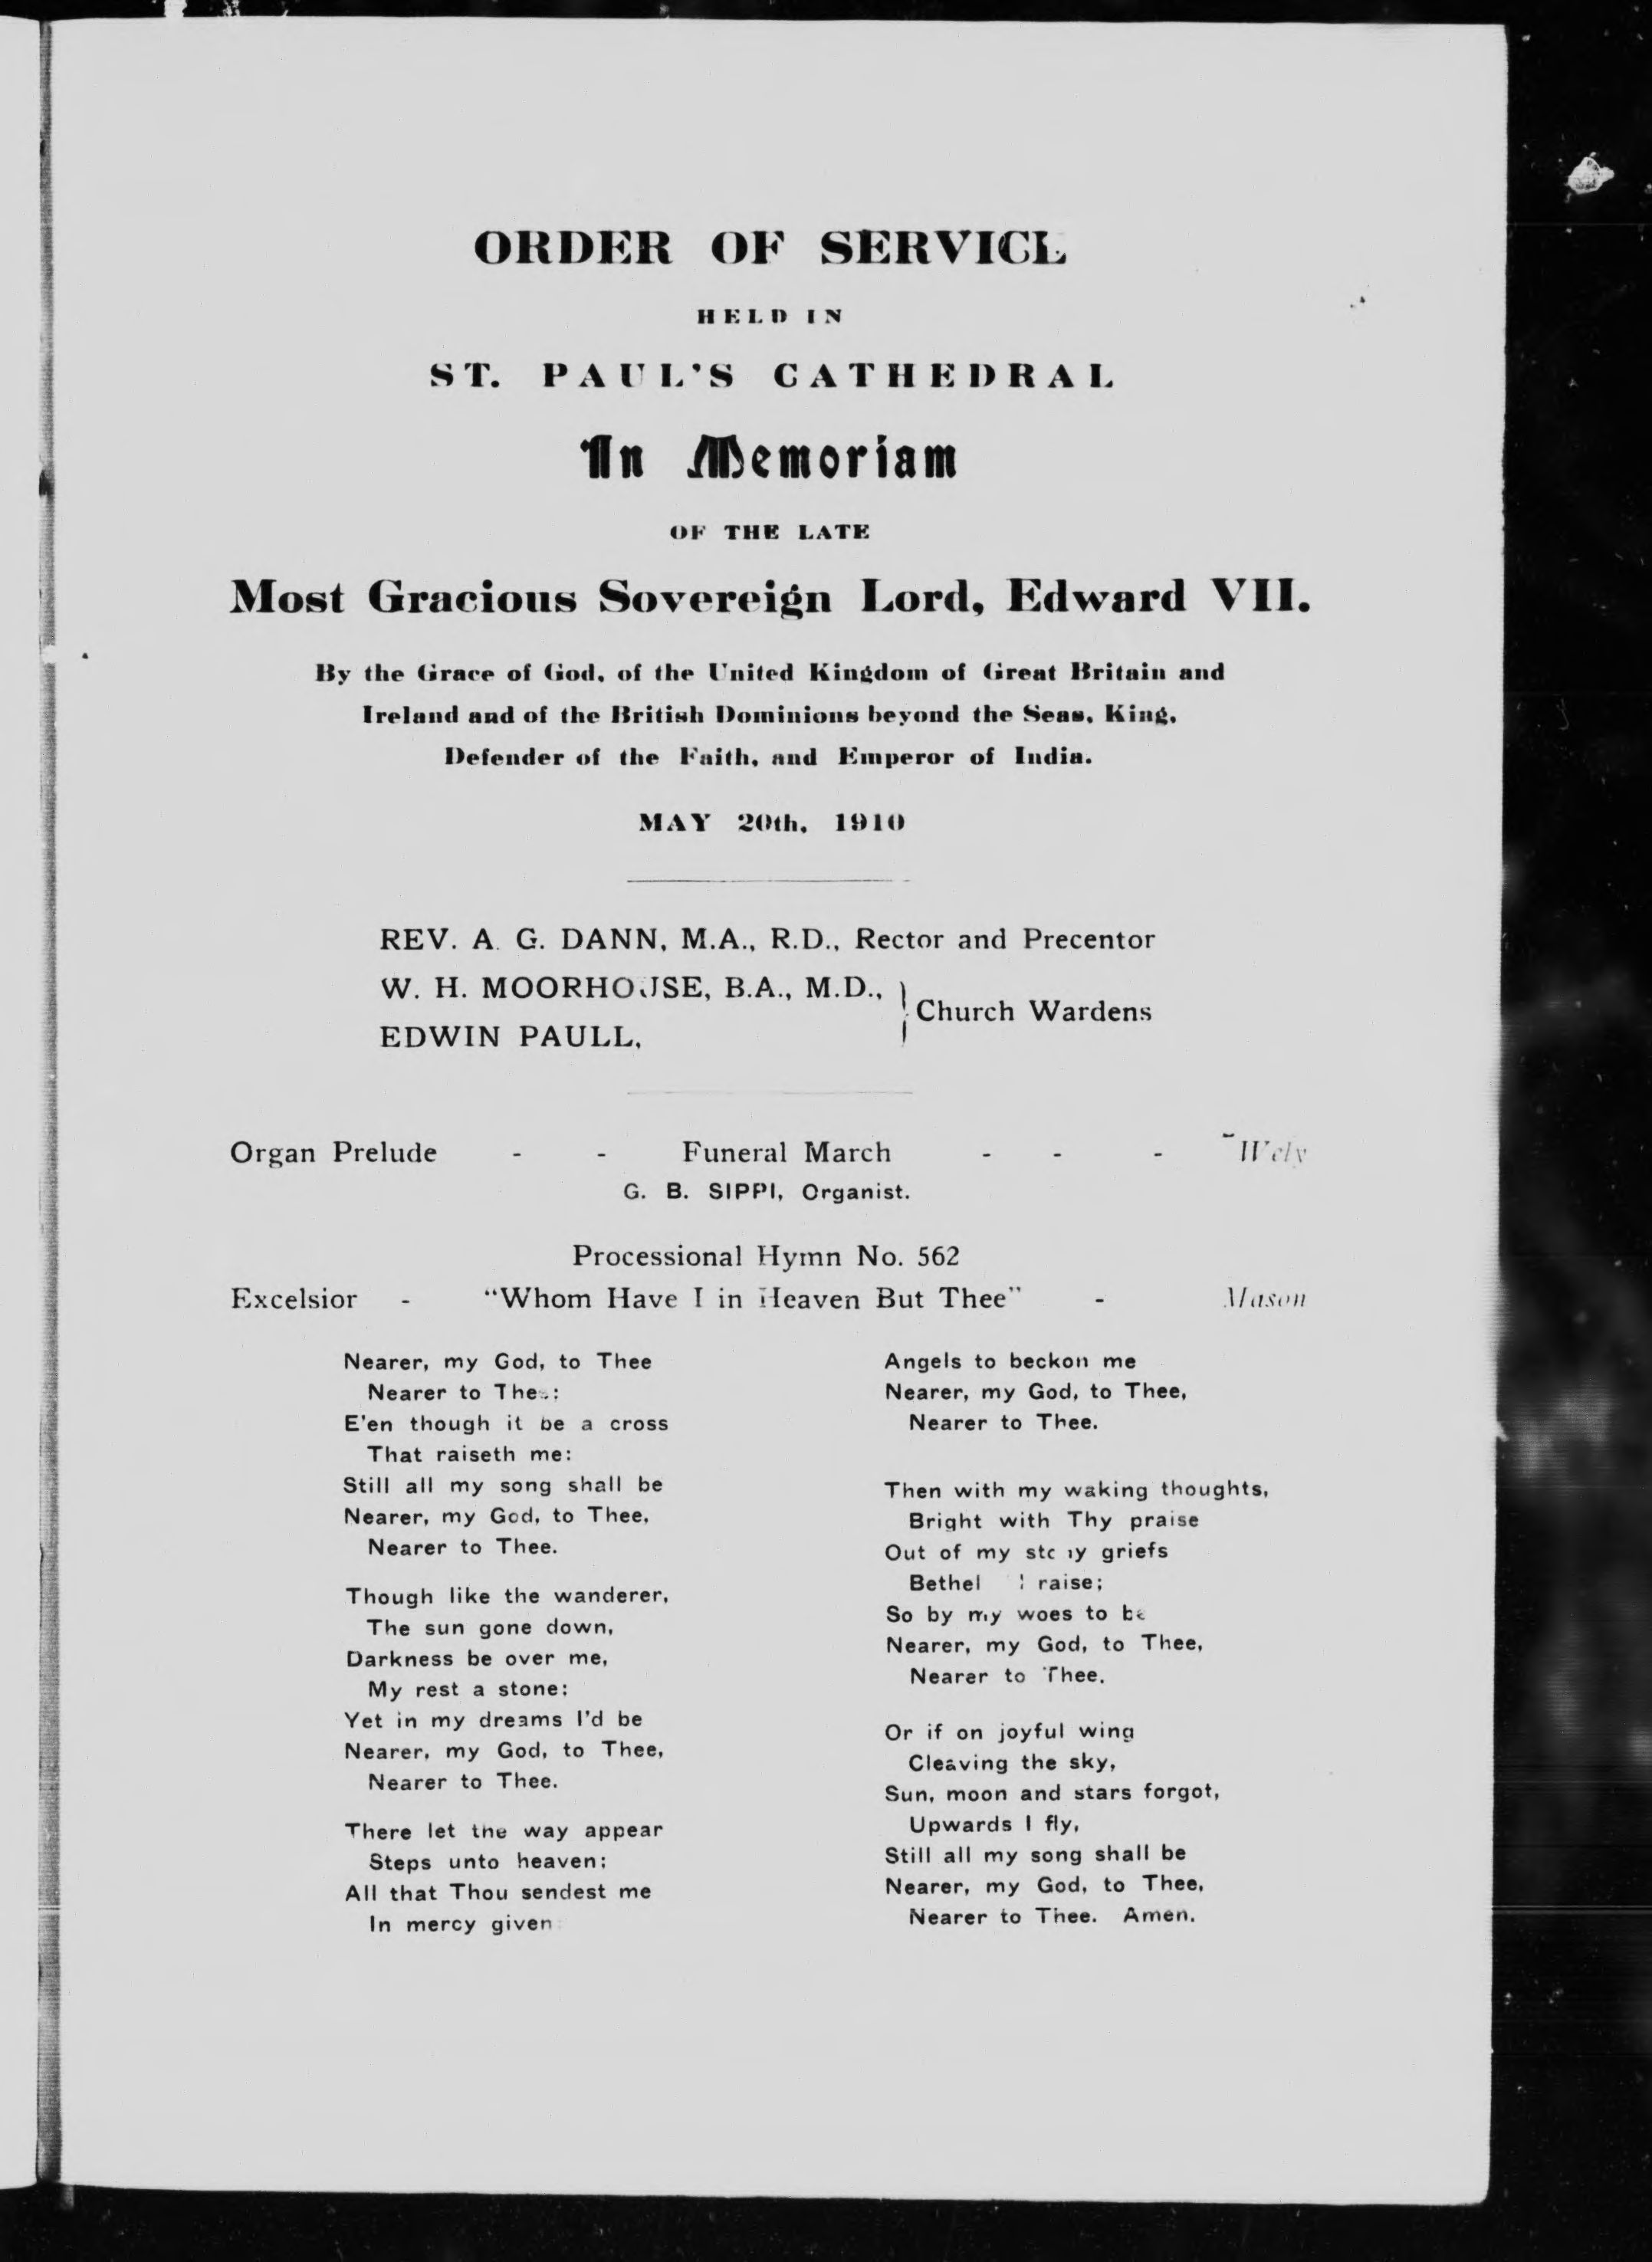 ORDER OF SERVICE
HELD IN
ST. PAUL'S CATHEDRAL
In Memoriam
OF THE LATE
Most Gracious Sovereign Lord, Edward VII.
By the Grace of God, of the United Kingdom of Great Britain and
Ireland and of the British Dominions beyond the Seas, King,
Defender of the Faith, and Emperor of India.
MAY 20th, 1910
REV. A. G. DANN, M.A., R.D., Rector and Precentor
W. H. MOORHOUSE, B.A., M.D.,
EDWIN PAULL,
} Church Wardens
Organ Prelude - - Funeral March - - - Wely
G. B. SIPPI, Organist.
Processional Hymn No. 562
Excelsior - "Whom Have I in Heaven But Thee" - Mason
Nearer, my God, to Thee
Nearer to Thee:
E'en though it be a cross
That raiseth me:
Still all my song shall be
Nearer, my God, to Thee,
Nearer to Thee.
Though like the wanderer,
The sun gone down,
Darkness be over me,
My rest a stone;
Yet in my dreams I'd be
Nearer, my God, to Thee,
Nearer to Thee.
There let the way appear
Steps unto heaven;
All that Thou sendest me
In mercy given
Angels to beckon me
Nearer, my God, to Thee,
Nearer to Thee.
Then with my waking thoughts,
Bright with Thy praise
Out of my stony griefs
Bethel I raise;
So by my woes to be
Nearer, my God, to Thee,
Nearer to Thee.
Or if on joyful wing
Cleaving the sky,
Sun, moon and stars forgot,
Upwards I fly,
Still all my song shall be
Nearer, my God, to Thee,
Nearer to Thee. Amen.